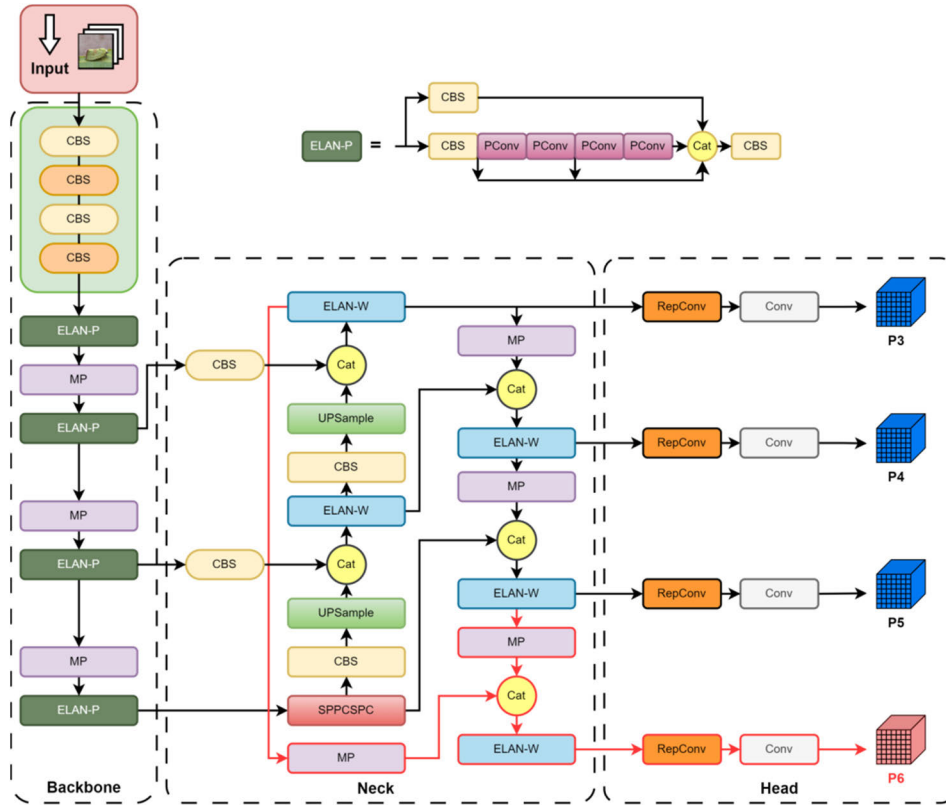 Input
CBS
CBS
CBS
CBS
ELAN-P
MP
ELAN-P
MP
ELAN-P
MP
ELAN-P
Backbone
ELAN-P =
CBS
CBS PConv PConv PConv PConv Cat CBS
ELAN-W
CBS
Cat
UPSample
CBS
ELAN-W
CBS
Cat
UPSample
CBS
SPPCSPC
MP
MP
Cat
ELAN-W
MP
Cat
ELAN-W
MP
Cat
ELAN-W
Neck
RepConv Conv
P3
RepConv Conv
P4
RepConv Conv
P5
RepConv Conv
P6
Head